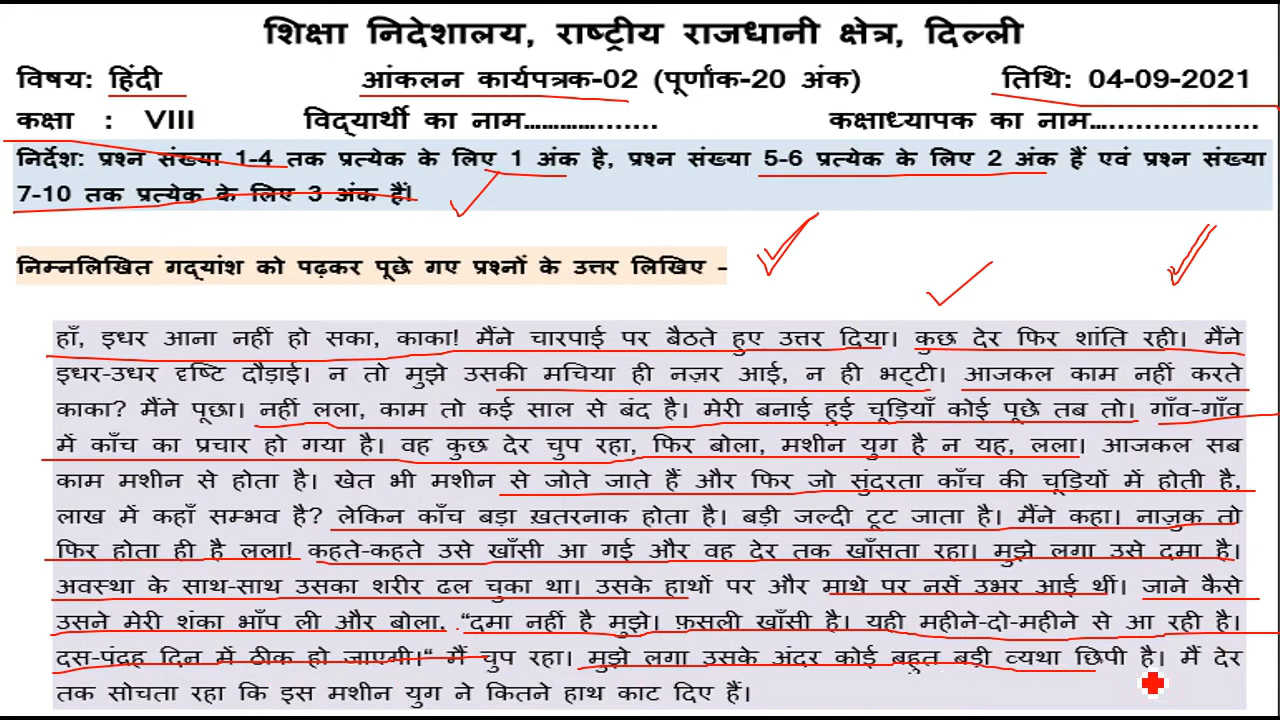 शिक्षा निदेशालय, राष्ट्रीय राजधानी क्षेत्र, दिल्ली
विषय: हिंदी आंकलन कार्यपत्रक-02 (पूर्णांक-20 अंक) तिथि: 04-09-2021
कक्षा : VIII विद्यार्थी का नाम.................... कक्षाध्यापक का नाम.....................
निर्देश: प्रश्न संख्या 1-4 तक प्रत्येक के लिए 1 अंक है, प्रश्न संख्या 5-6 प्रत्येक के लिए 2 अंक हैं एवं प्रश्न संख्या
7-10 तक प्रत्येक के लिए 3 अंक हैं।
निम्नलिखित गद्यांश को पढ़कर पूछे गए प्रश्नों के उत्तर लिखिए -
हाँ, इधर आना नहीं हो सका, काका! मैंने चारपाई पर बैठते हुए उत्तर दिया। कुछ देर फिर शांति रही। मैंने
इधर-उधर दृष्टि दौड़ाई। न तो मुझे उसकी मचिया ही नज़र आई, न ही भट्टी। आजकल काम नहीं करते
काका? मैंने पूछा। नहीं लला, काम तो कई साल से बंद है। मेरी बनाई हुई चूड़ियाँ कोई पूछे तब तो। गाँव-गाँव
में काँच का प्रचार हो गया है। वह कुछ देर चुप रहा, फिर बोला, मशीन युग है न यह, लला। आजकल सब
काम मशीन से होता है। खेत भी मशीन से जोते जाते हैं और फिर जो सुंदरता काँच की चूड़ियों में होती है,
लाख में कहाँ सम्भव है? लेकिन काँच बड़ा ख़तरनाक होता है। बड़ी जल्दी टूट जाता है। मैंने कहा। नाज़ुक तो
फिर होता ही है लला! कहते-कहते उसे खाँसी आ गई और वह देर तक खाँसता रहा। मुझे लगा उसे दमा है।
अवस्था के साथ-साथ उसका शरीर ढल चुका था। उसके हाथों पर और माथे पर नसें उभर आई थीं। जाने कैसे
उसने मेरी शंका भाँप ली और बोला, “दमा नहीं है मुझे। फ़सली खाँसी है। यही महीने-दो-महीने से आ रही है।
दस-पंद्रह दिन में ठीक हो जाएगी।“ मैं चुप रहा। मुझे लगा उसके अंदर कोई बहुत बड़ी व्यथा छिपी है। मैं देर
तक सोचता रहा कि इस मशीन युग ने कितने हाथ काट दिए हैं।